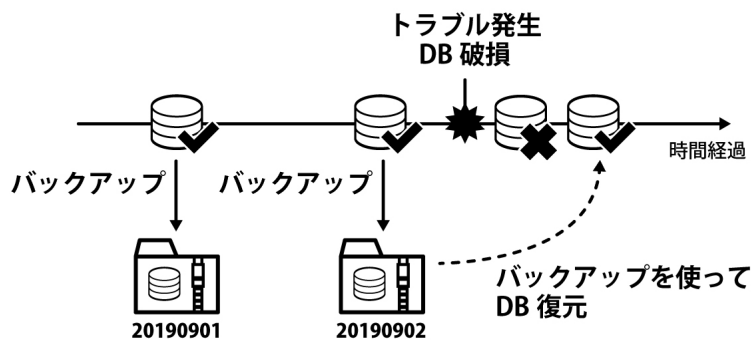 トラブル発生
DB 破損
時間経過
バックアップ
バックアップ
バックアップを使って
DB 復元
20190901
20190902